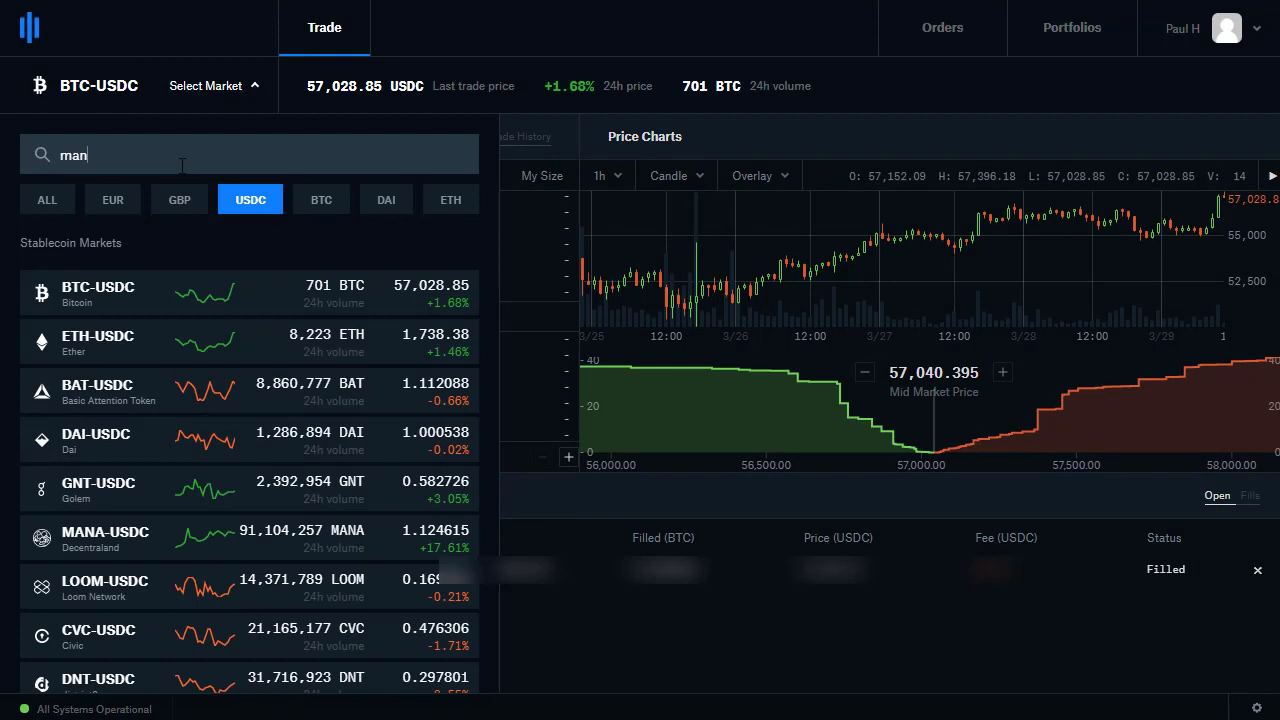 Trade
Orders
Portfolios
Paul H
BTC-USDC
Select Market
57,028.85 USDC Last trade price
+1.68% 24h price
701 BTC 24h volume
man
ALL EUR GBP USDC BTC DAI ETH
Stablecoin Markets
BTC-USDC 701 BTC 57,028.85
Bitcoin 24h volume +1.68%
ETH-USDC 8,223 ETH 1,738.38
Ether 24h volume +1.46%
BAT-USDC 8,860,777 BAT 1.112088
Basic Attention Token 24h volume -0.66%
DAI-USDC 1,286.894 DAI 1.000538
Dai 24h volume -0.02%
GNT-USDC 2,392,954 GNT 0.582726
Golem 24h volume +3.05%
MANA-USDC 91,104,257 MANA 1.124615
Decentraland 24h volume +17.61%
LOOM-USDC 14,371,789 LOOM
Loom Network 24h volume -0.21%
CVC-USDC 21,165,177 CVC 0.476306
Civic 24h volume -1.71%
DNT-USDC 31,716,923 DNT 0.297801
History
My Size
Price Charts
1h Candle Overlay O: 57,152.09 H: 57,396.18 L: 57,028.85 C: 57,028.85 V: 14
57,028.8
55,000
52,500
3/25 12:00 3/26 12:00 3/27 12:00 3/28 12:00 3/29 1
- 40
57,040.395
Mid Market Price
- 20 20
- 0
56,000.00 56,500.00 57,000.00 57,500.00 58,000.00
Open Fills
Filled (BTC) Price (USDC) Fee (USDC) Status
Filled
All Systems Operational